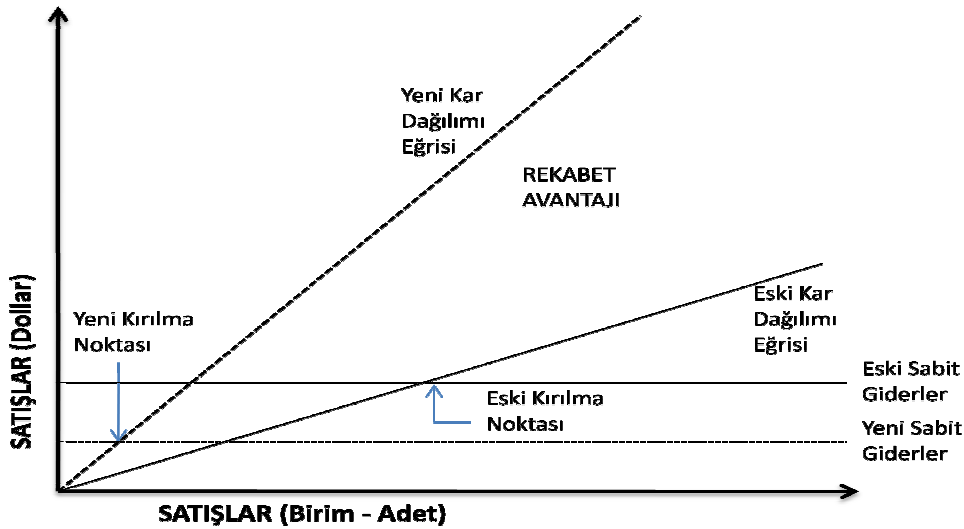 Yeni Kar
Dağılımı
Eğrisi
REKABET
AVANTAJI
Eski Kar
Dağılımı
Eğrisi
Yeni Kırılma
Noktası
Eski Kırılma
Noktası
Eski Sabit
Giderler
Yeni Sabit
Giderler
SATIŞLAR (Dollar)
SATIŞLAR (Birim - Adet)